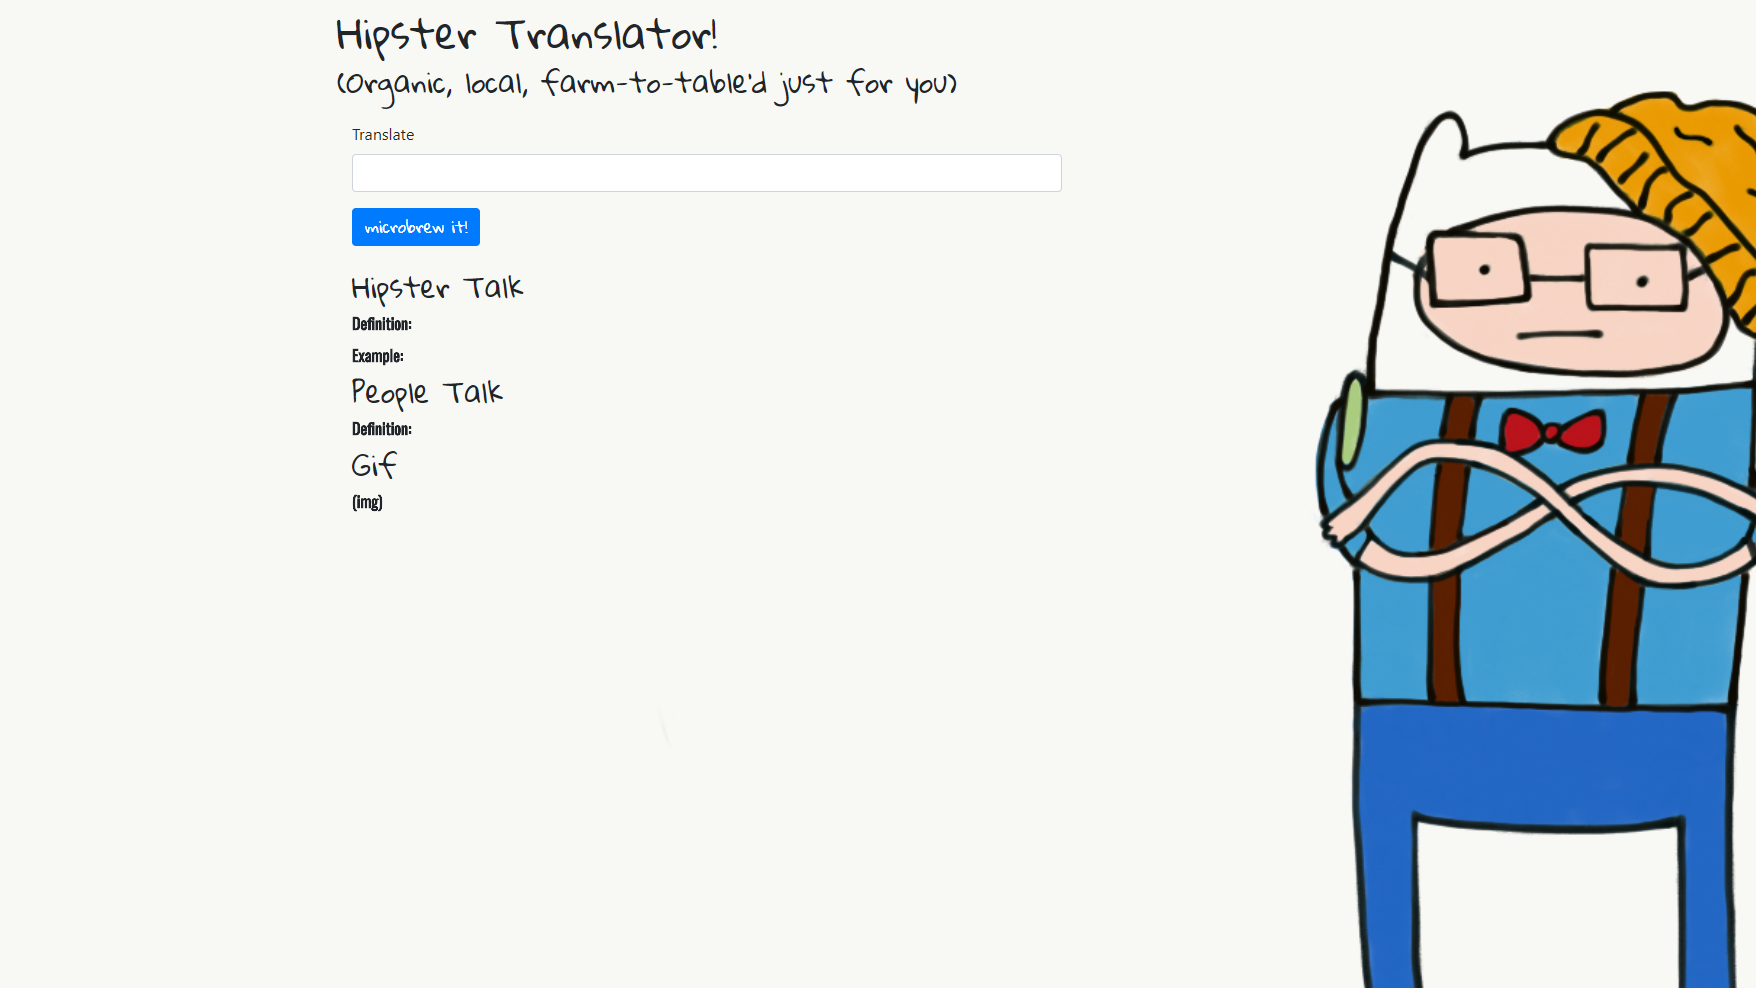 Hipster Translator!
(Organic, local, farm-to-table'd just for you)
Translate
microbrew it!
Hipster Talk
Definition:
Example:
People Talk
Definition:
Gif
(img)